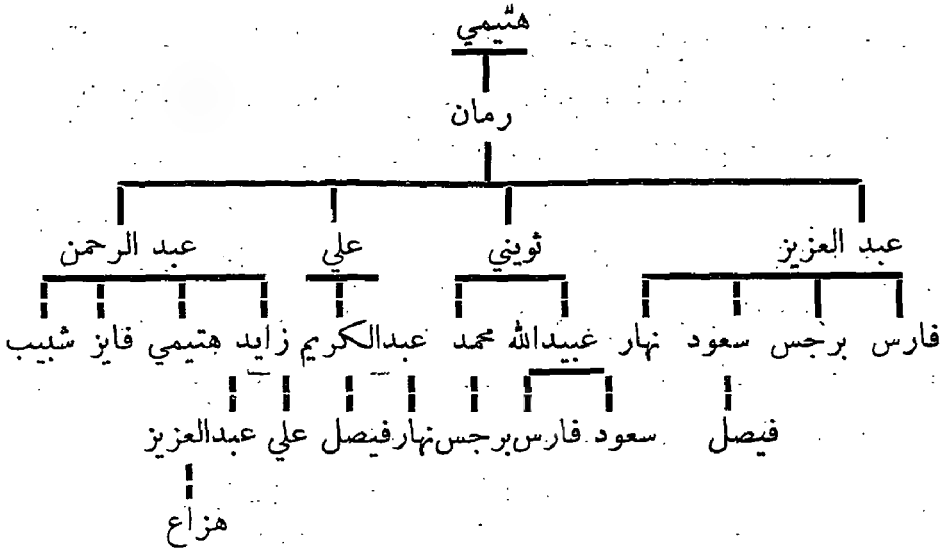 هتيمي
رمان
عبد العزيز ثويني علي عبد الرحمن
فارس برجس سعود نهار عبيدالله محمد عبدالكريم زايد هتيمي فايز شبيب
فيصل سعود فارس برجس نهار فيصل علي عبدالعزيز
هزاع